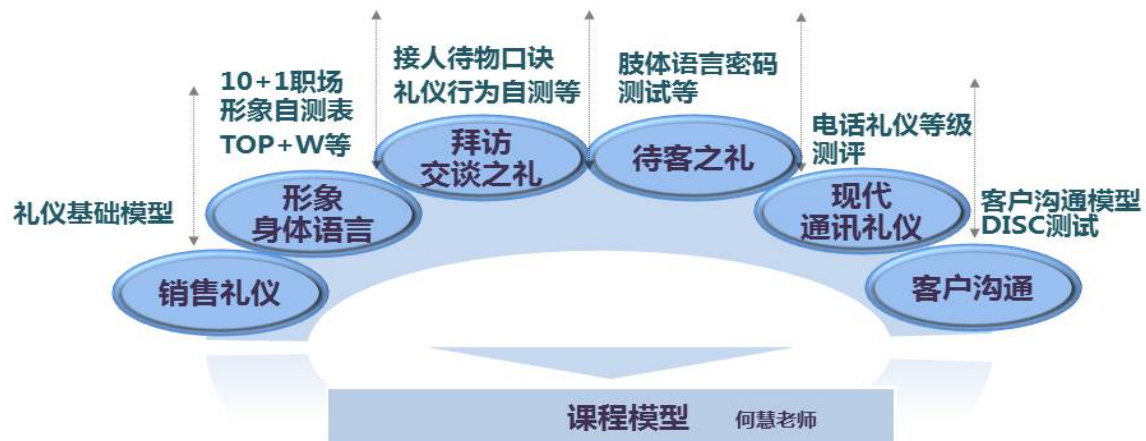 礼仪基础模型
销售礼仪
10+1职场
形象自测表
TOP+W等
形象
身体语言
接人待物口诀
礼仪行为自测等
拜访
交谈之礼
肢体语言密码
测试等
待客之礼
电话礼仪等级
测评
现代
通讯礼仪
客户沟通模型
DISC测试
客户沟通
课程模型 何慧老师